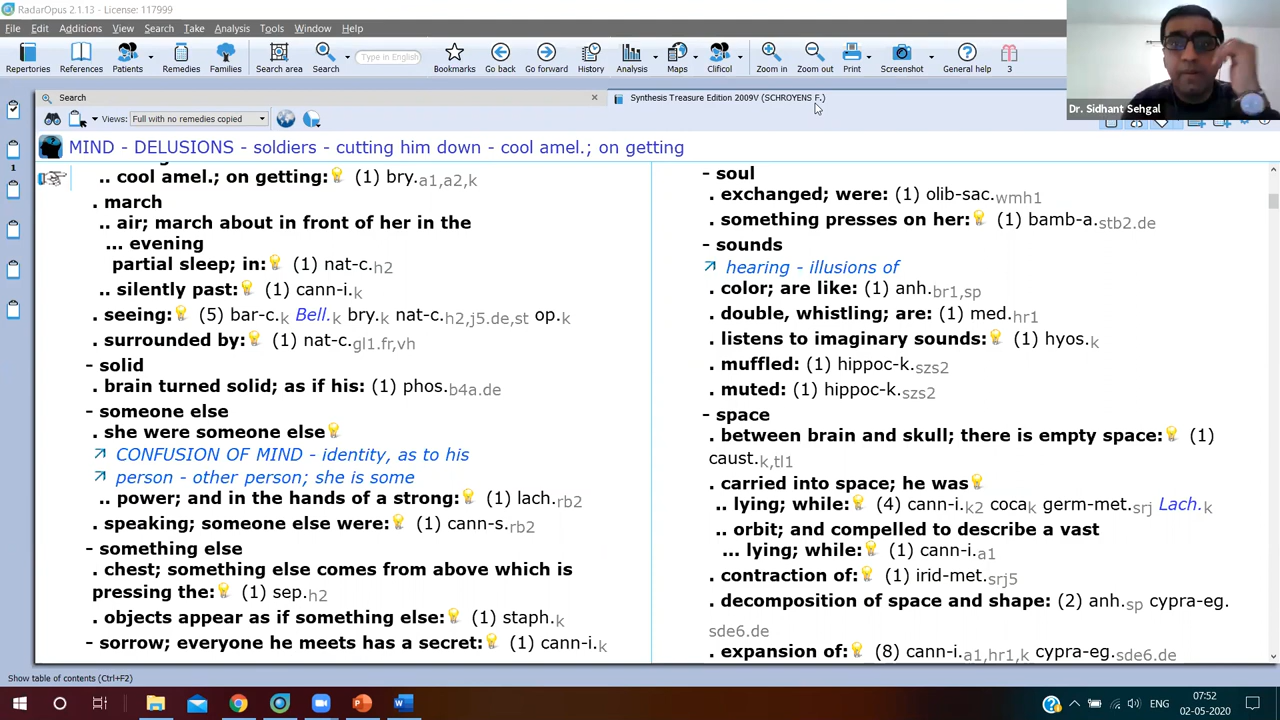 RadarOpus 2.1.13 - License: 117999
File Edit Additions View Search Take Analysis Tools Window Help
Repertories References Patients Remedies Families Search area Search Type in English Bookmarks Go back Go forward History Analysis Maps Clificol Zoom in Zoom out Print Screenshot General help 3
Search
Synthesis Treasure Edition 2009V (SCHROYENS F.)
Views: Full with no remedies copied
Dr. Sidhant Sehgal
MIND - DELUSIONS - soldiers - cutting him down - cool amel.; on getting
1
.. cool amel.; on getting: (1) bry.a1,a2,k
. march
.. air; march about in front of her in the
... evening
partial sleep; in: (1) nat-c.h2
.. silently past: (1) cann-i.k
. seeing: (5) bar-c.k Bell.k bry.k nat-c.h2,j5.de,st op.k
. surrounded by: (1) nat-c.gl1.fr,vh
- solid
. brain turned solid; as if his: (1) phos.b4a.de
- someone else
. she were someone else
CONFUSION OF MIND - identity, as to his
person - other person; she is some
.. power; and in the hands of a strong: (1) lach.rb2
. speaking; someone else were: (1) cann-s.rb2
- something else
. chest; something else comes from above which is
pressing the: (1) sep.h2
. objects appear as if something else: (1) staph.k
- sorrow; everyone he meets has a secret: (1) cann-i.k
- soul
. exchanged; were: (1) olib-sac.wmh1
. something presses on her: (1) bamb-a.stb2.de
- sounds
hearing - illusions of
. color; are like: (1) anh.br1,sp
. double, whistling; are: (1) med.hr1
. listens to imaginary sounds: (1) hyos.k
. muffled: (1) hippoc-k.szs2
. muted: (1) hippoc-k.szs2
- space
. between brain and skull; there is empty space: (1)
caust.k,tl1
. carried into space; he was
.. lying; while: (4) cann-i.k2 cocak germ-met.srj Lach.k
.. orbit; and compelled to describe a vast
... lying; while: (1) cann-i.a1
. contraction of: (1) irid-met.srj5
. decomposition of space and shape: (2) anh.sp cypra-eg.
sde6.de
. expansion of: (8) cann-i.a1,hr1,k cypra-eg.sde6.de
Show table of contents (Ctrl+F2)
ENG
07:52
02-05-2020